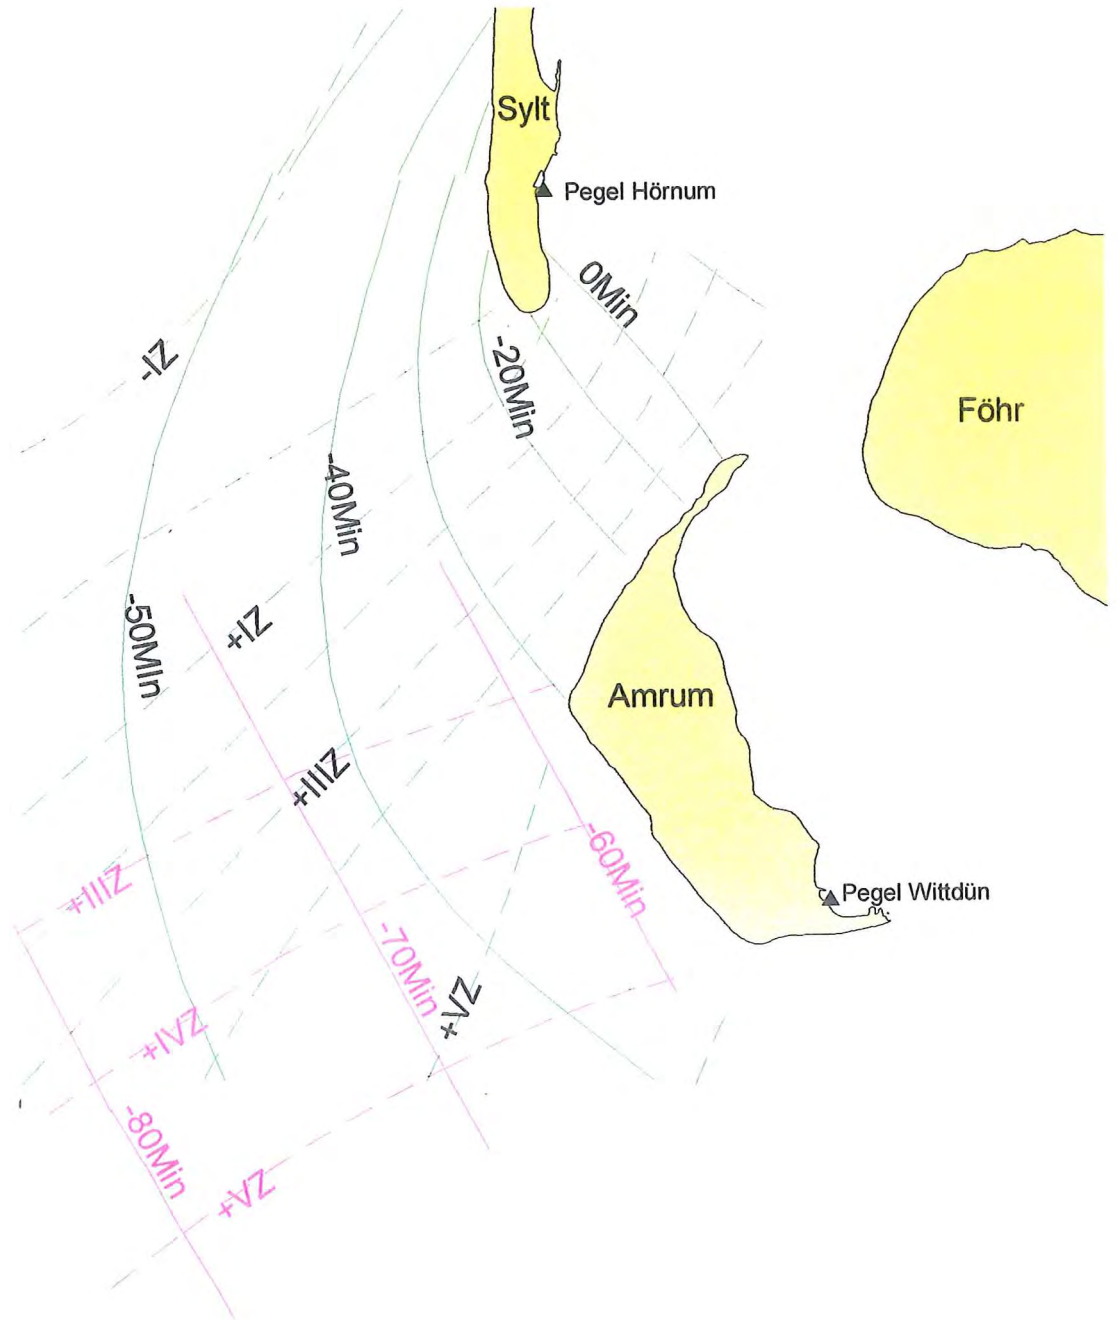 Sylt
Pegel Hörnum
0Min
-IZ
-20Min
Föhr
-40Min
-50MIn
+IZ
Amrum
+IIIZ
-60Min
+IIIZ
Pegel Wittdün
-70Min
+VZ
+IVZ
-80Min
+VZ